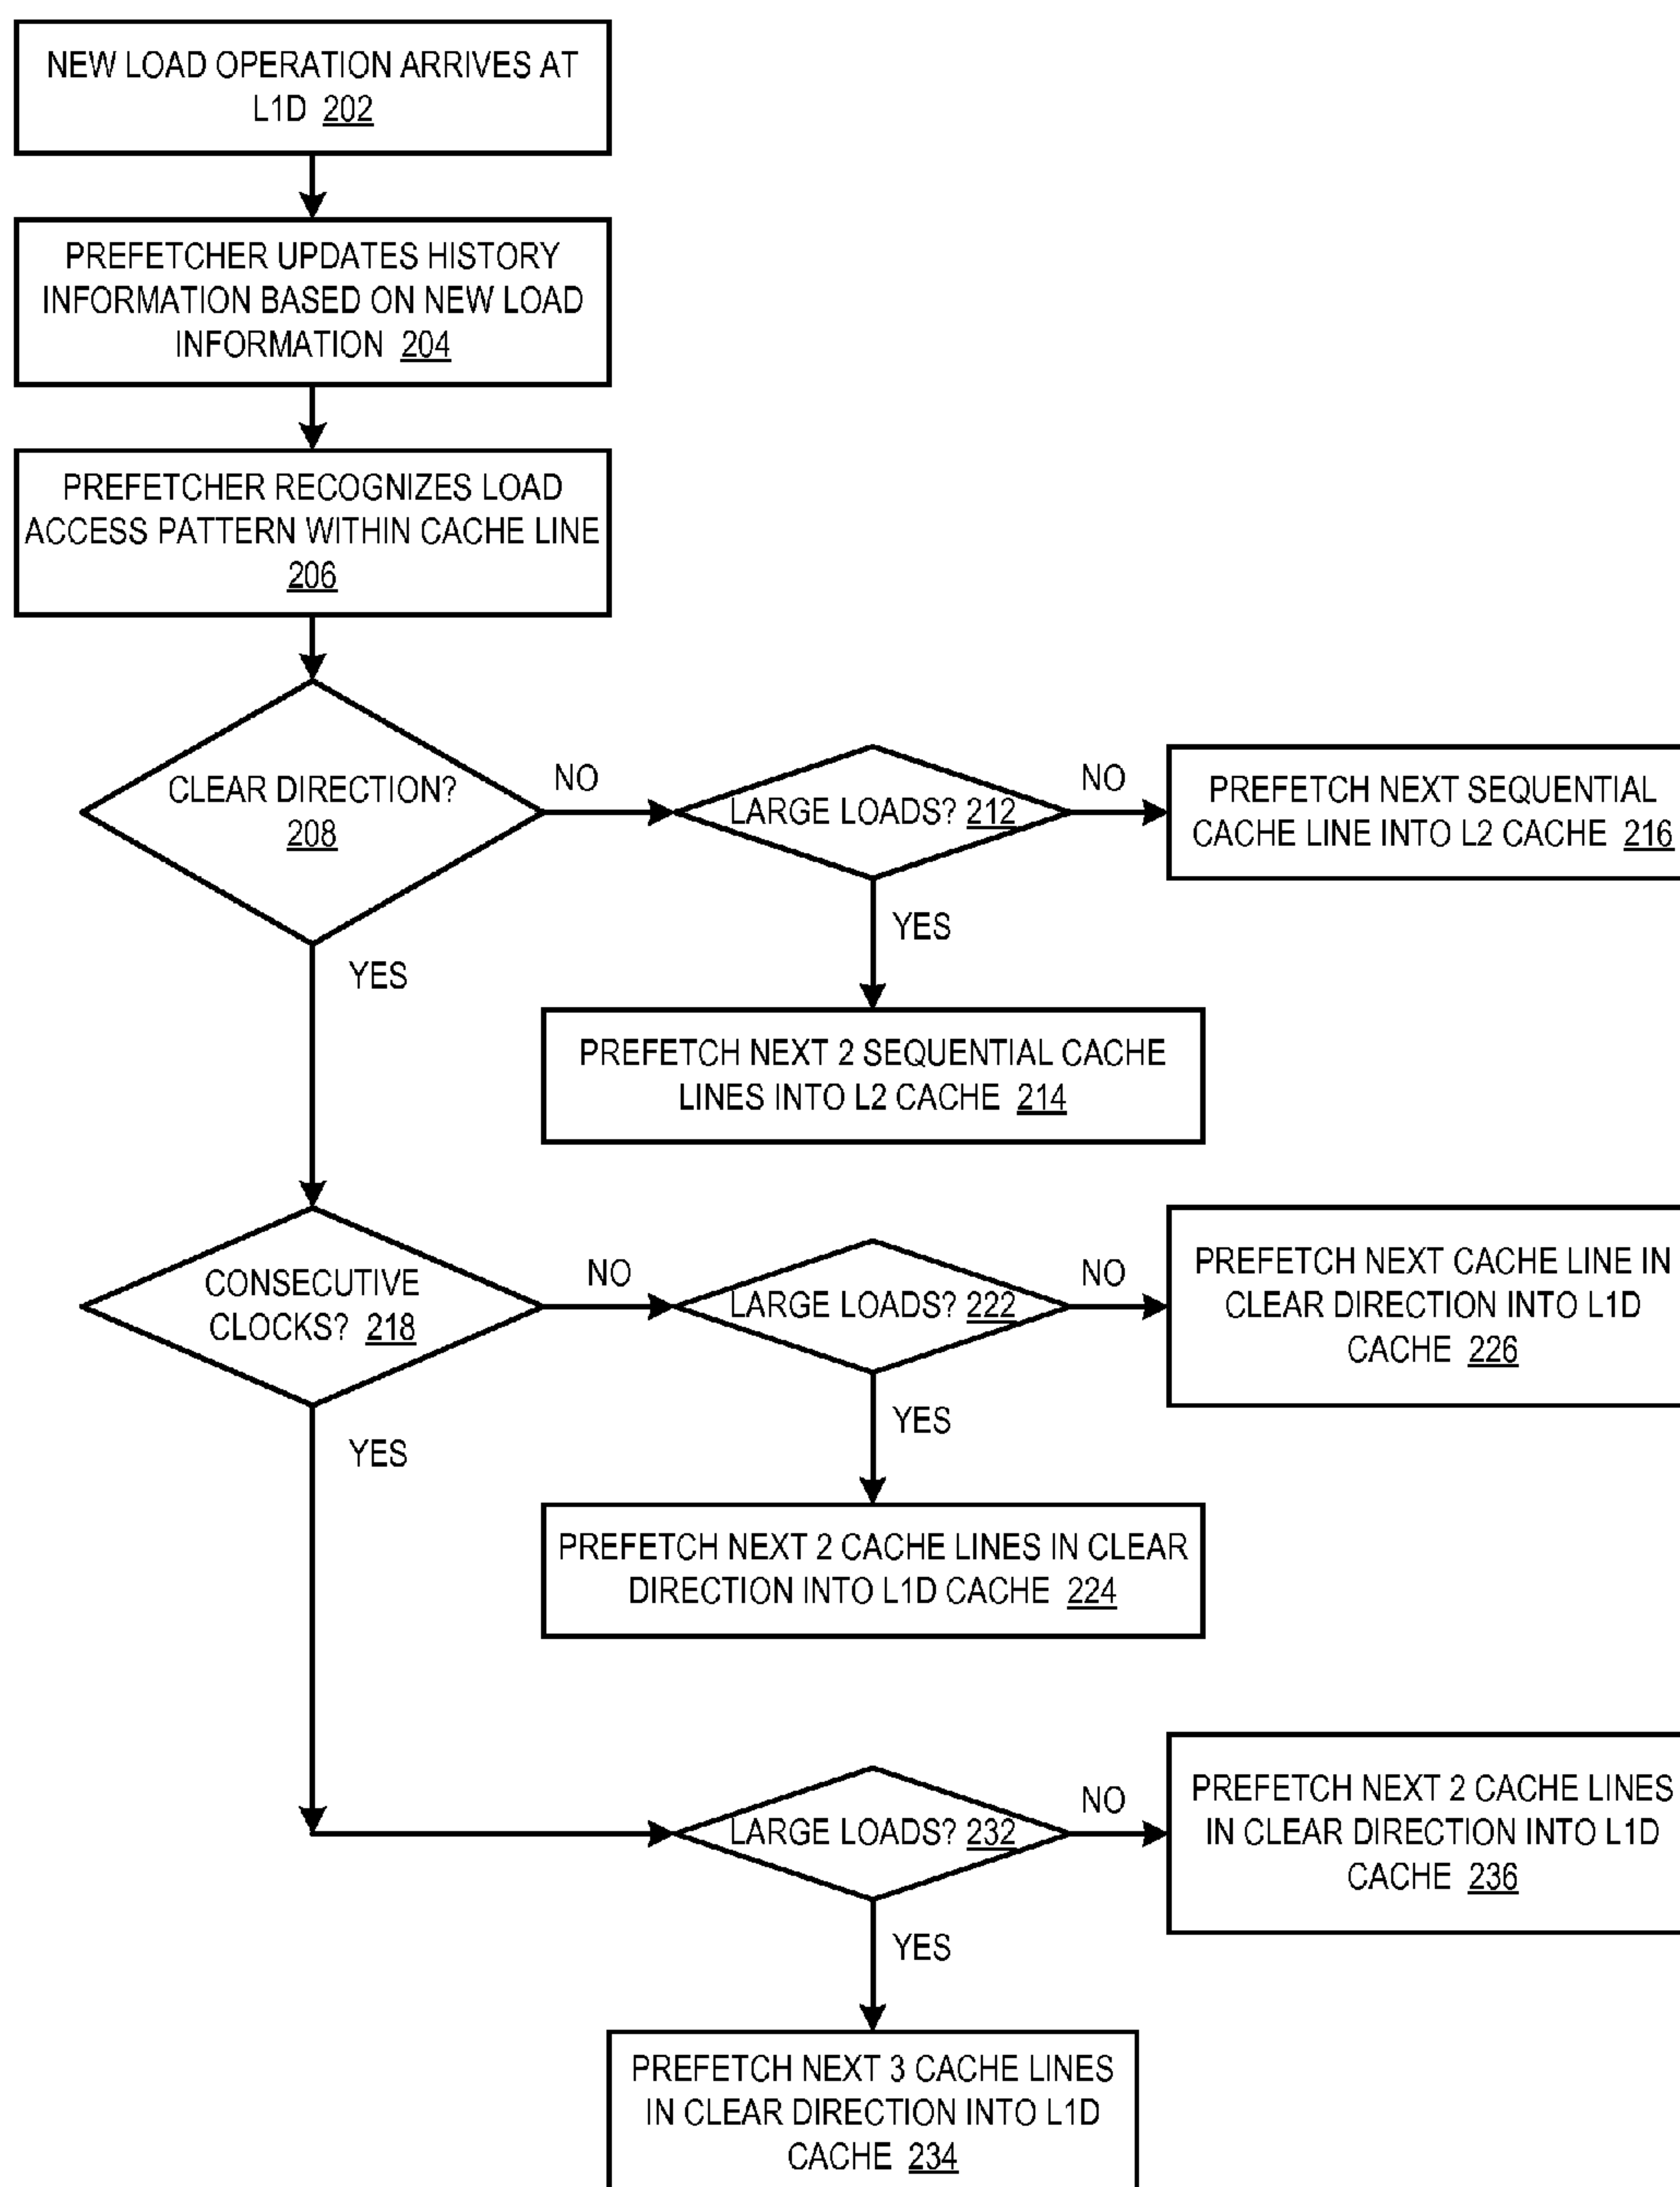 NEW LOAD OPERATION ARRIVES AT
L1D 202
PREFETCHER UPDATES HISTORY
INFORMATION BASED ON NEW LOAD
INFORMATION 204
PREFETCHER RECOGNIZES LOAD
ACCESS PATTERN WITHIN CACHE LINE
206
CLEAR DIRECTION?
208
NO
LARGE LOADS? 212
NO
PREFETCH NEXT SEQUENTIAL
CACHE LINE INTO L2 CACHE 216
YES
PREFETCH NEXT 2 SEQUENTIAL CACHE
LINES INTO L2 CACHE 214
YES
CONSECUTIVE
CLOCKS? 218
NO
LARGE LOADS? 222
NO
PREFETCH NEXT CACHE LINE IN
CLEAR DIRECTION INTO L1D
CACHE 226
YES
PREFETCH NEXT 2 CACHE LINES IN CLEAR
DIRECTION INTO L1D CACHE 224
YES
LARGE LOADS? 232
NO
PREFETCH NEXT 2 CACHE LINES
IN CLEAR DIRECTION INTO L1D
CACHE 236
YES
PREFETCH NEXT 3 CACHE LINES
IN CLEAR DIRECTION INTO L1D
CACHE 234